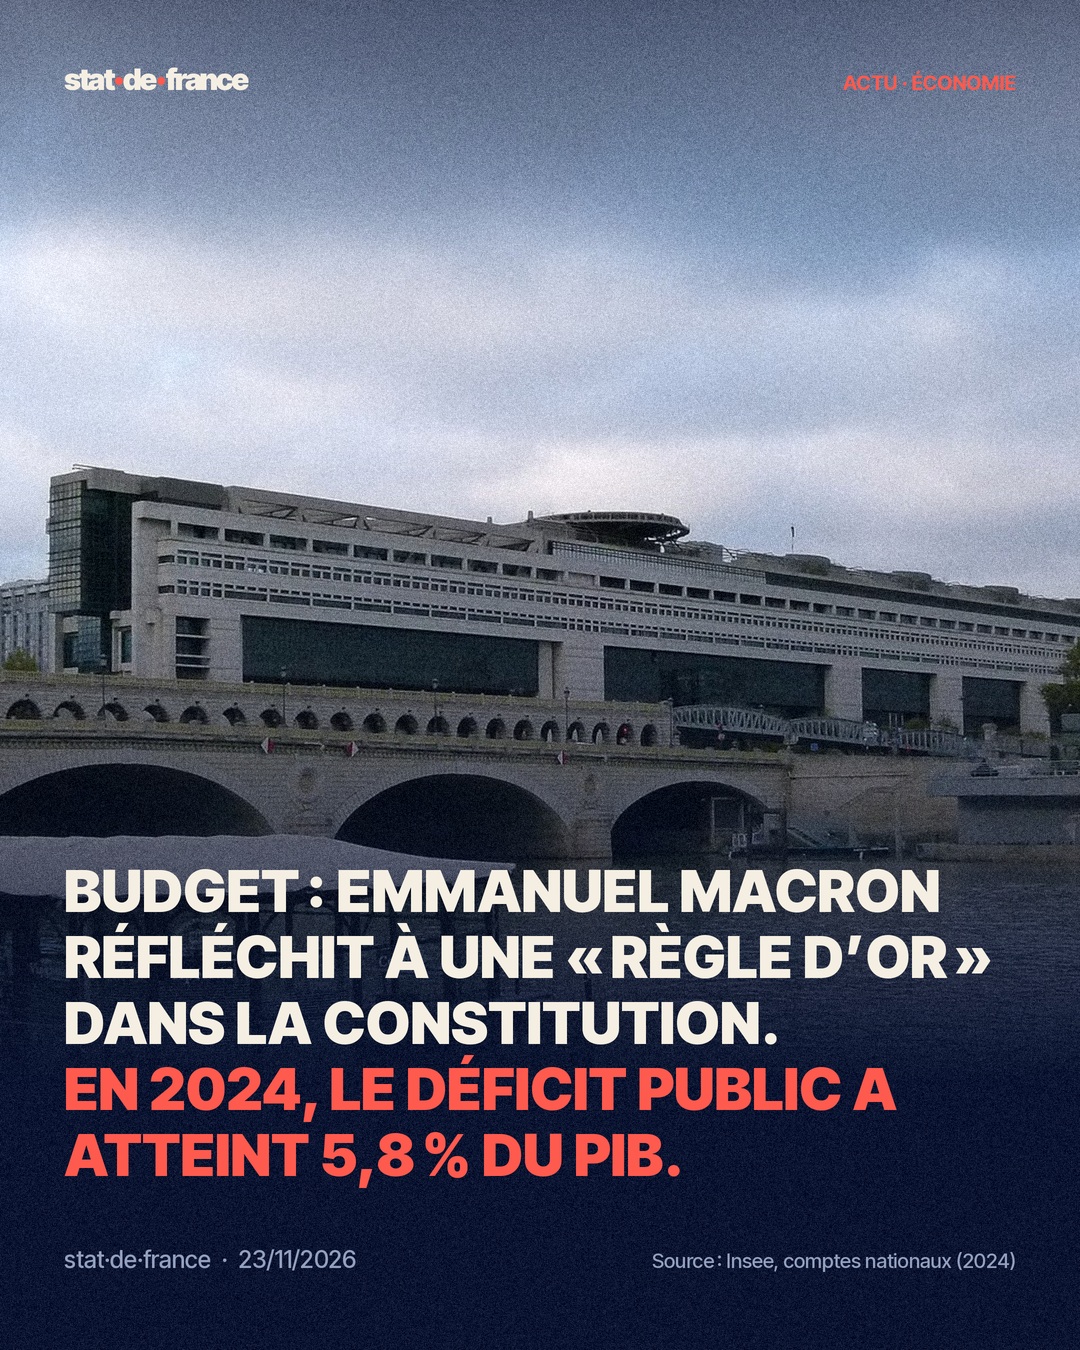 stat·de·france
ACTU · ÉCONOMIE
BUDGET : EMMANUEL MACRON
RÉFLÉCHIT À UNE « RÈGLE D’OR »
DANS LA CONSTITUTION.
EN 2024, LE DÉFICIT PUBLIC A
ATTEINT 5,8 % DU PIB.
stat·de·france · 23/11/2026
Source : Insee, comptes nationaux (2024)